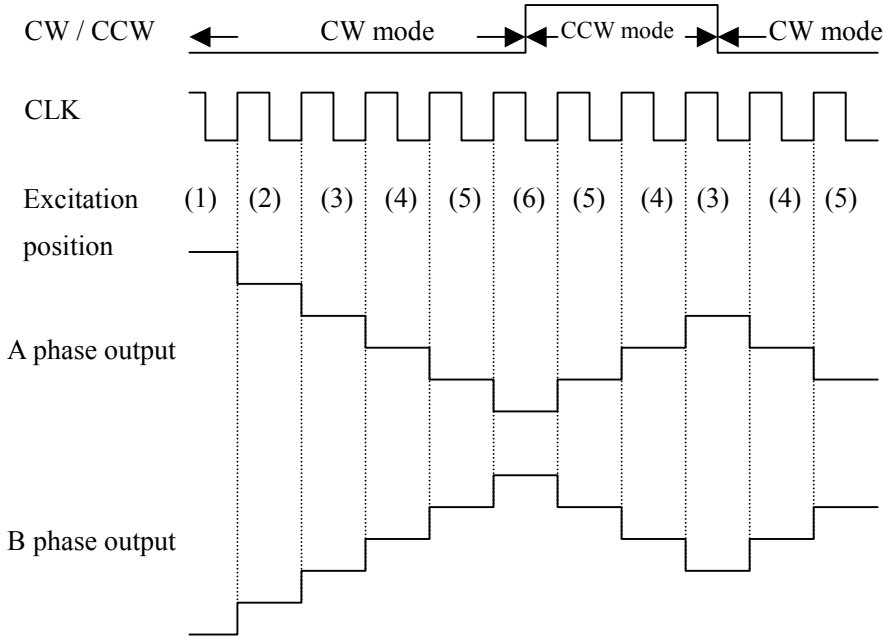 CW / CCW CW mode CCW mode CW mode
CLK
Excitation (1) (2) (3) (4) (5) (6) (5) (4) (3) (4) (5)
position
A phase output
B phase output